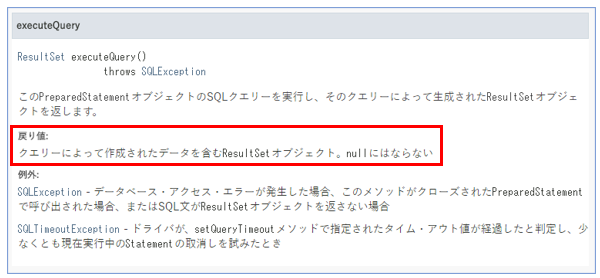 executeQuery
ResultSet executeQuery()
throws SQLException
このPreparedStatementオブジェクトのSQLクエリーを実行し、そのクエリーによって生成されたResultSetオブジェ
クトを返します。
戻り値:
クエリーによって作成されたデータを含むResultSetオブジェクト。nullにはならない
例外:
SQLException - データベース・アクセス・エラーが発生した場合、このメソッドがクローズされたPreparedStatement
で呼び出された場合、またはSQL文がResultSetオブジェクトを返さない場合
SQLTimeoutException - ドライバが、setQueryTimeoutメソッドで指定されたタイム・アウト値が経過したと判定し、少
なくとも現在実行中のStatementの取消しを試みたとき